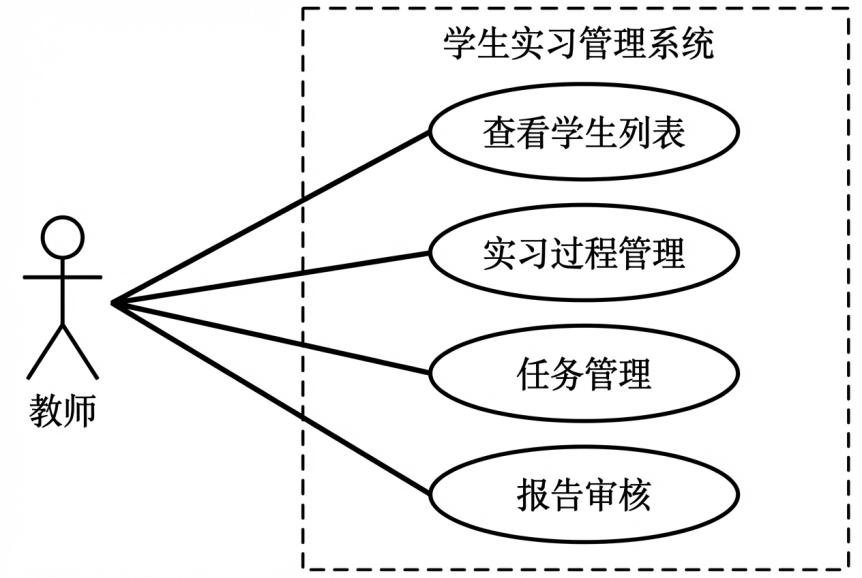 学生实习管理系统
查看学生列表
实习过程管理
任务管理
报告审核
教师